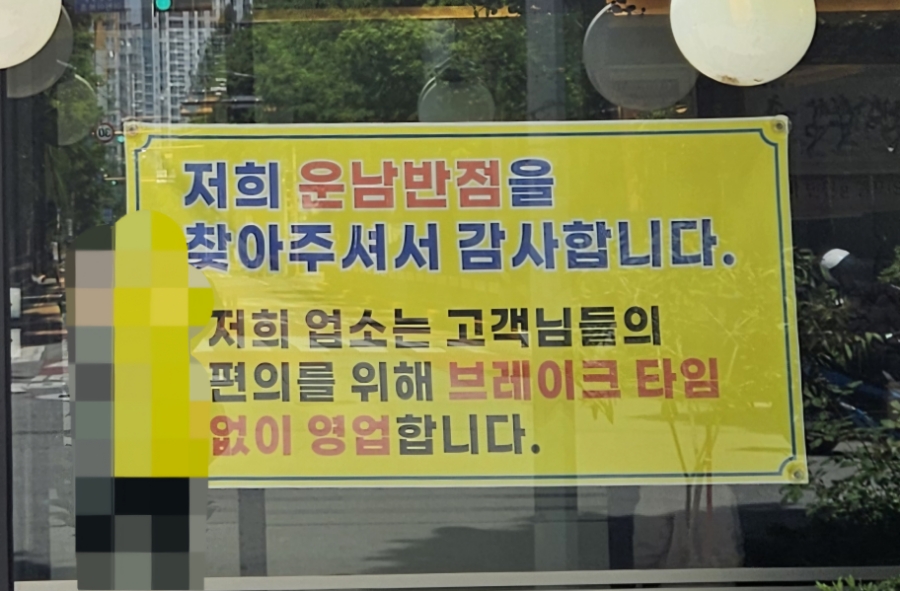 저희 운남반점을
찾아주셔서 감사합니다.
저희 업소는 고객님들의
편의를 위해 브레이크 타임
없이 영업합니다.